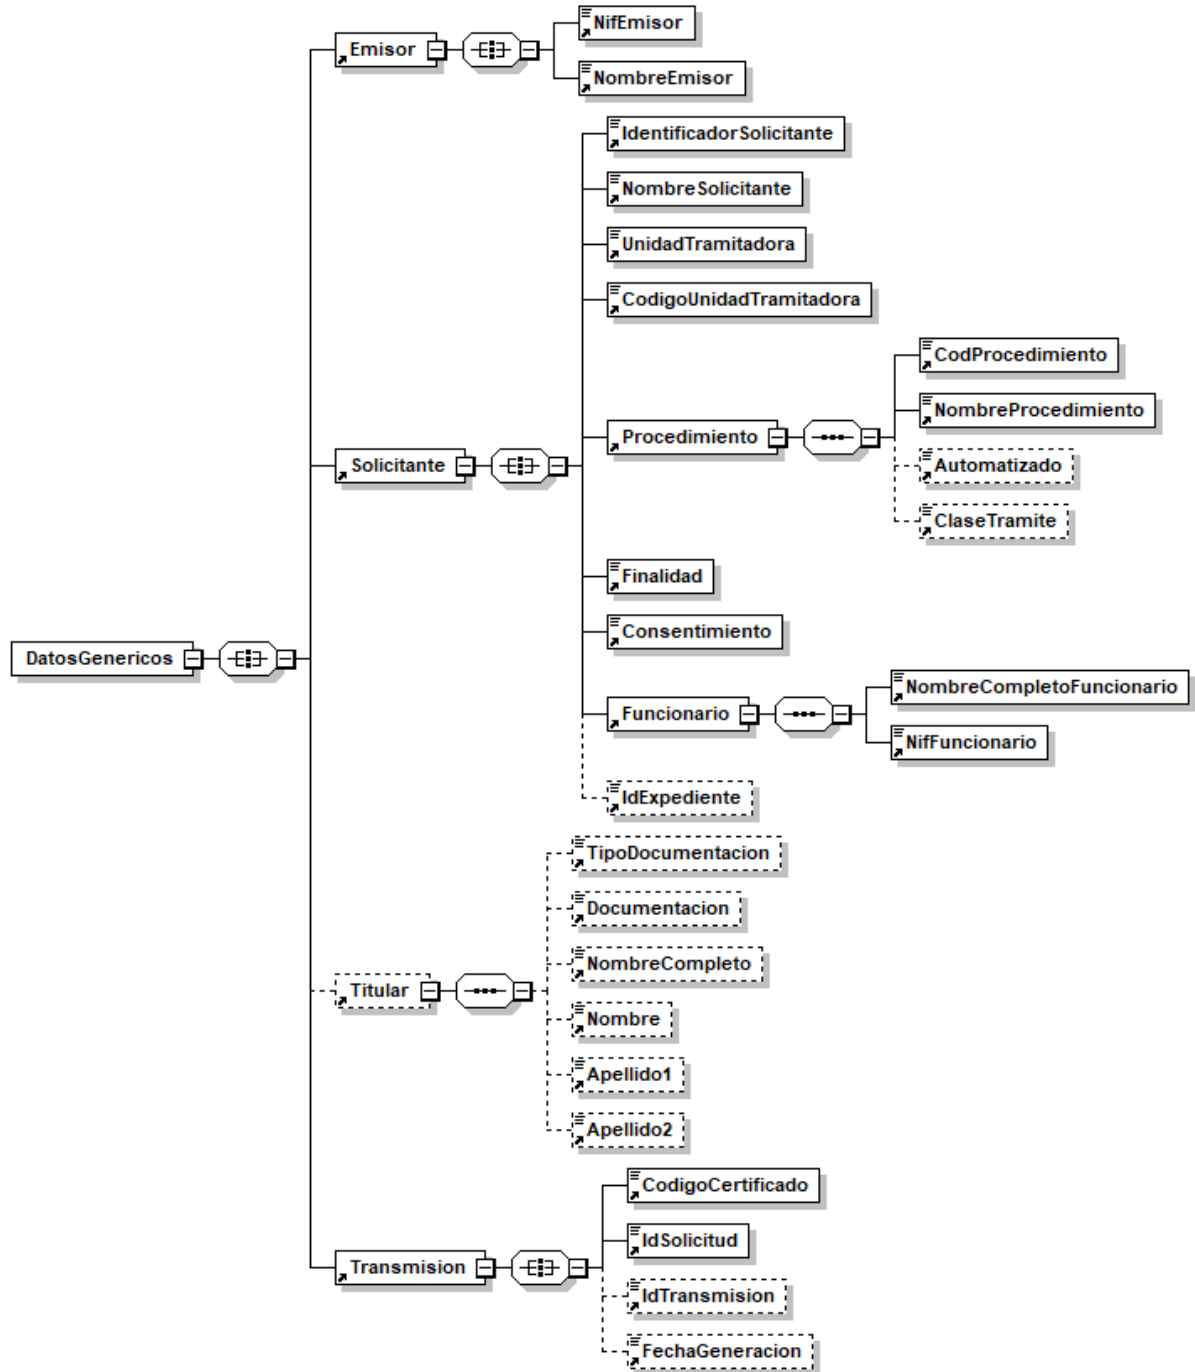 NifEmisor
Emisor
NombreEmisor
IdentificadorSolicitante
NombreSolicitante
UnidadTramitadora
CodigoUnidadTramitadora
CodProcedimiento
NombreProcedimiento
Procedimiento
Solicitante
Automatizado
ClaseTramite
Finalidad
Consentimiento
DatosGenericos
NombreCompletoFuncionario
Funcionario
NifFuncionario
IdExpediente
TipoDocumentacion
Documentacion
NombreCompleto
Titular
Nombre
Apellido1
Apellido2
CodigoCertificado
IdSolicitud
Transmision
IdTransmision
FechaGeneracion